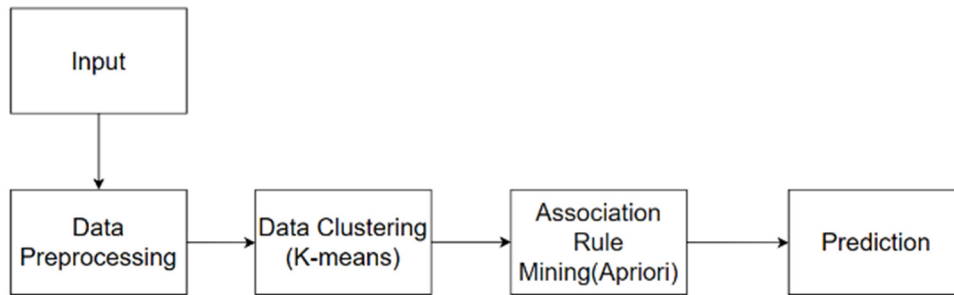 Input
Data
Preprocessing
Data Clustering
(K-means)
Association
Rule
Mining(Apriori)
Prediction